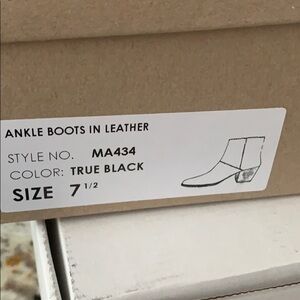 ANKLE BOOTS IN LEATHER
STYLE NO. MA434
COLOR: TRUE BLACK
SIZE 7 1/2